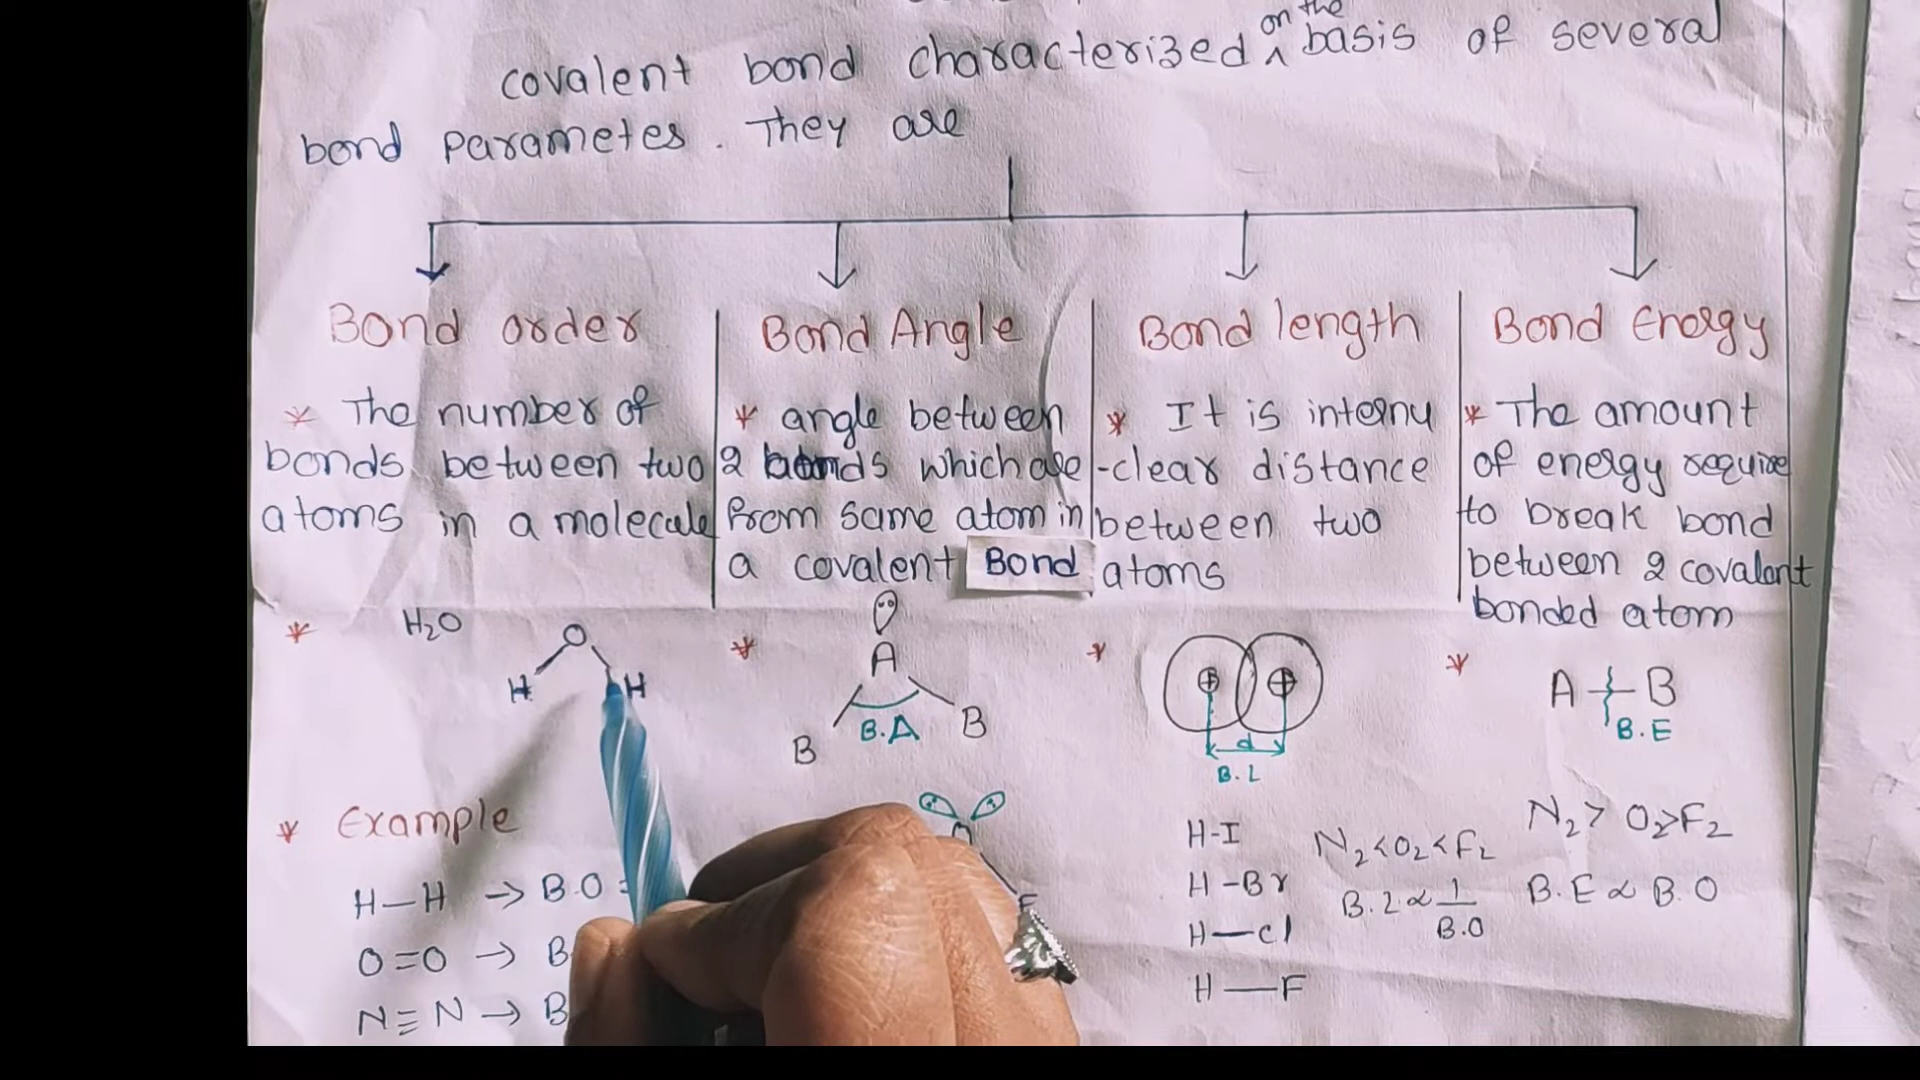 covalent bond characterized on the basis of several
bond parametes. They are
Bond order
* The number of
bonds between two
atoms in a molecule
* H2O
O
H H
* Example
H—H → B.O =
O=O → B
N≡N → B
Bond Angle
* angle between
2 bonds which are
from same atom in
a covalent Bond
*
A
B B
B.A
F
Bond length
* It is internu
-clear distance
between two
atoms
*
d
B.L
H-I
H-Br
H—Cl
H—F
N2<O2<F2
B.L ∝ 1/B.O
Bond Energy
* The amount
of energy require
to break bond
between 2 covalent
bonded atom
* A B
B.E
N2> O2>F2
B.E ∝ B.O